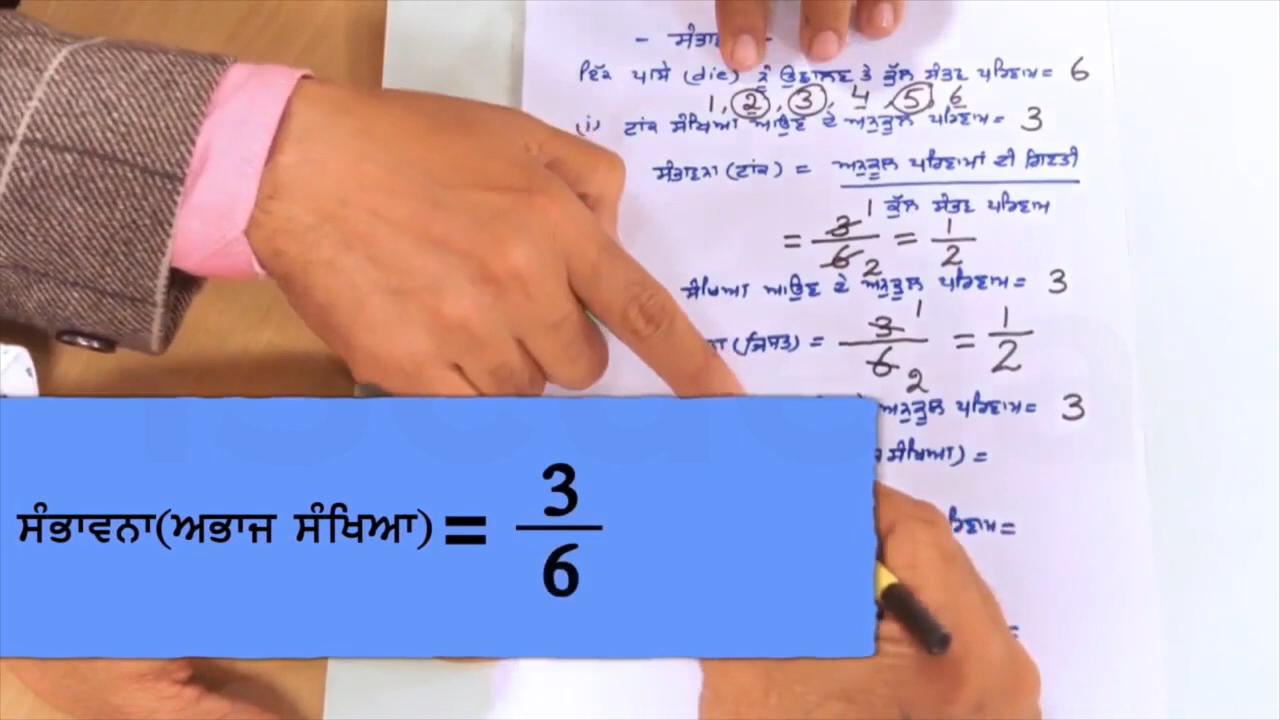 ਇੱਕ ਪਾਸੇ (die) ਨੂੰ ਉਛਾਲਣ ਤੇ ਕੁੱਲ ਸੰਭਵ ਪਰਿਣਾਮ = 6
1, 2, 3, 4, 5, 6
(i) ਟਾਂਕ ਸੰਖਿਆ ਆਉਣ ਦੇ ਅਨੁਕੂਲ ਪਰਿਣਾਮ = 3
ਸੰਭਾਵਨਾ (ਟਾਂਕ) = ਅਨੁਕੂਲ ਪਰਿਣਾਮਾਂ ਦੀ ਗਿਣਤੀ
ਕੁੱਲ ਸੰਭਵ ਪਰਿਣਾਮ
= 3/6 = 1/2
ਸੰਖਿਆ ਆਉਣ ਦੇ ਅਨੁਕੂਲ ਪਰਿਣਾਮ = 3
(ਜਿਸਤ) = 3/6 = 1/2
ਅਨੁਕੂਲ ਪਰਿਣਾਮ = 3
ਸੰਖਿਆ) =
ਸੰਭਾਵਨਾ(ਅਭਾਜ ਸੰਖਿਆ) = 3/6